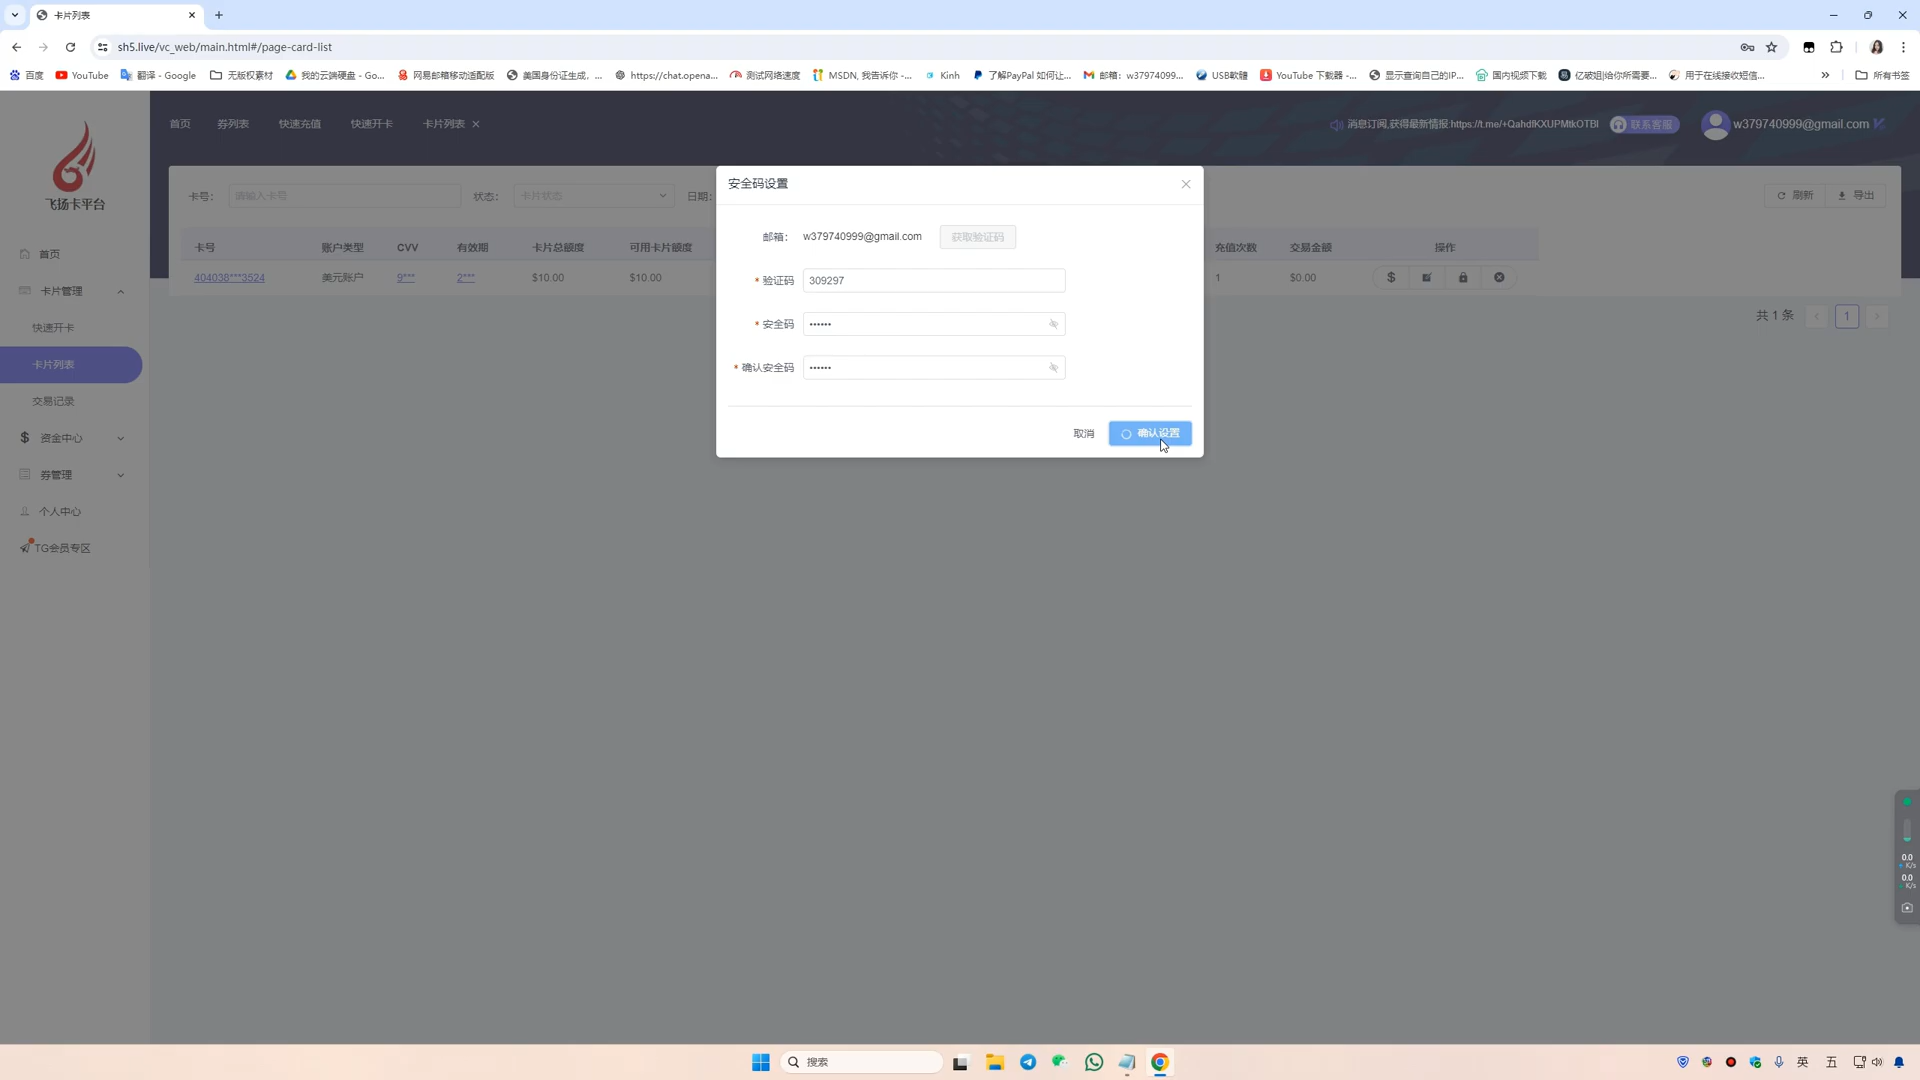 卡片列表
sh5.live/vc_web/main.html#/page-card-list
百度
YouTube
翻译 - Google
无版权素材
我的云端硬盘 - Go...
网易邮箱移动适配版
美国身份证生成, ...
https://chat.opena...
测试网络速度
MSDN, 我告诉你 -...
Kinh
了解PayPal 如何让...
邮箱：w37974099...
USB軟體
YouTube 下载器 -...
显示查询自己的IP...
国内视频下载
亿破姐|给你所需要...
用于在线接收短信...
所有书签
飞扬卡平台
首页
券列表
快速充值
快速开卡
卡片列表
消息订阅,获得最新情报:https://t.me/+QahdfKXUPMtkOTBl
联系客服
w379740999@gmail.com
首页
卡片管理
快速开卡
卡片列表
交易记录
$ 资金中心
券管理
个人中心
TG会员专区
卡号：
请输入卡号
状态：
卡片状态
日期：
刷新
导出
卡号
账户类型
CVV
有效期
卡片总额度
可用卡片额度
充值次数
交易金额
操作
404038***3524
美元账户
9***
2***
$10.00
$10.00
1
$0.00
$
共 1 条
1
安全码设置
邮箱：
w379740999@gmail.com
获取验证码
* 验证码
309297
* 安全码
••••••
* 确认安全码
••••••
取消
确认设置
0.0
K/s
0.0
K/s
搜索
英
五